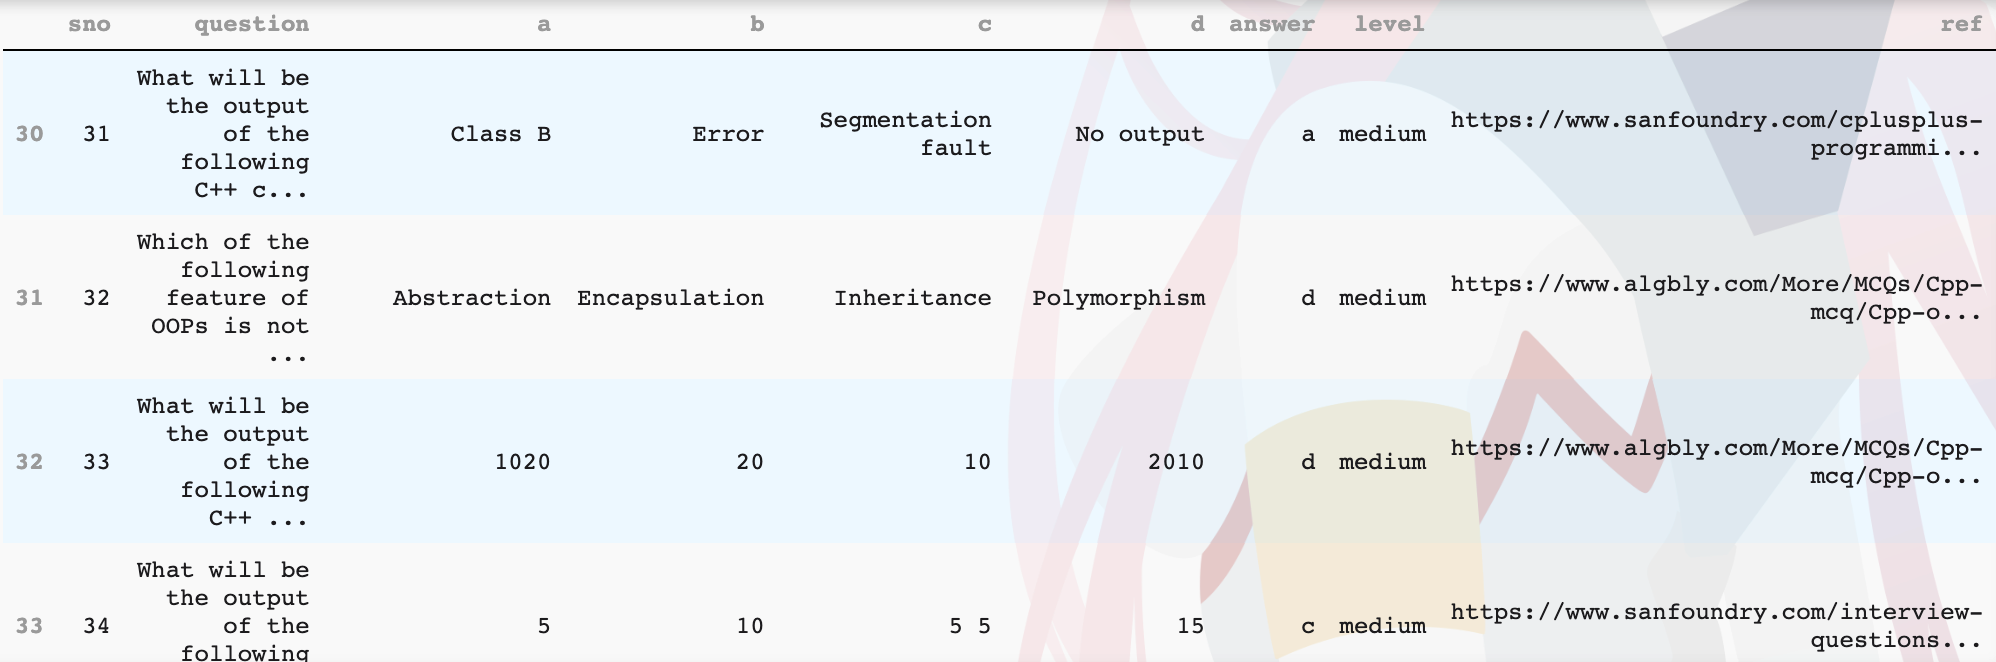 sno question a b c d answer level ref
What will be
the output
30 31 of the Class B Error Segmentation fault No output a medium https://www.sanfoundry.com/cplusplus-programmi...
following
C++ c...
Which of the
following
31 32 feature of Abstraction Encapsulation Inheritance Polymorphism d medium https://www.algbly.com/More/MCQs/Cpp-mcq/Cpp-o...
OOPs is not
...
What will be
the output
32 33 of the 1020 20 10 2010 d medium https://www.algbly.com/More/MCQs/Cpp-mcq/Cpp-o...
following
C++ ...
What will be
the output
33 34 of the 5 10 5 5 15 c medium https://www.sanfoundry.com/interview-questions...
following